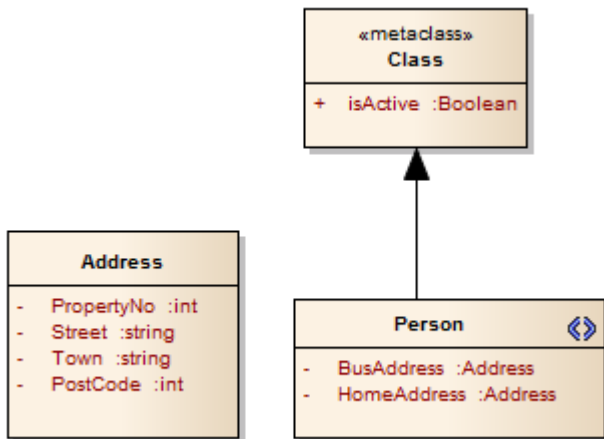 «metaclass»
Class
+ isActive :Boolean
Address
- PropertyNo :int
- Street :string
- Town :string
- PostCode :int
Person
- BusAddress :Address
- HomeAddress :Address